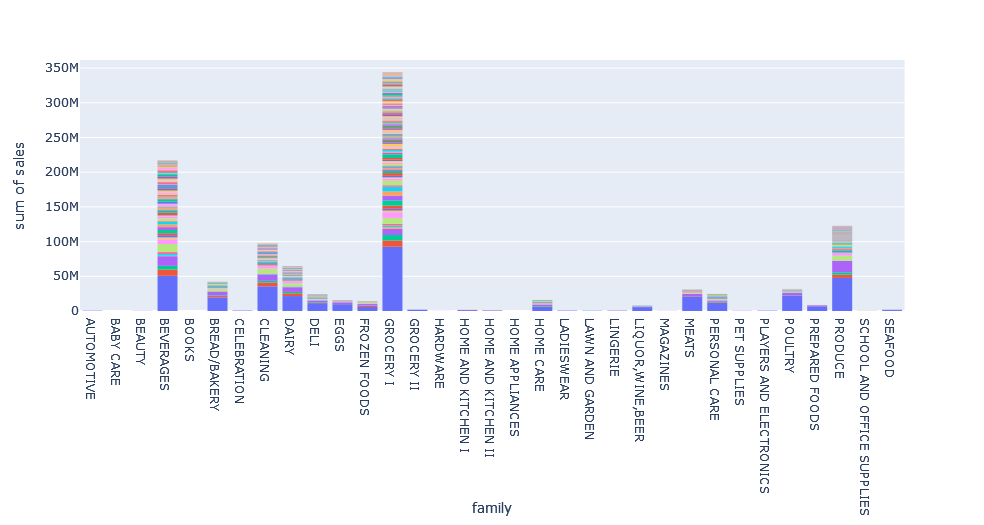 350M
300M
250M
200M
150M
100M
50M
0
sum of sales
AUTOMOTIVE
BABY CARE
BEAUTY
BEVERAGES
BOOKS
BREAD/BAKERY
CELEBRATION
CLEANING
DAIRY
DELI
EGGS
FROZEN FOODS
GROCERY I
GROCERY II
HARDWARE
HOME AND KITCHEN I
HOME AND KITCHEN II
HOME APPLIANCES
HOME CARE
LADIESWEAR
LAWN AND GARDEN
LINGERIE
LIQUOR,WINE,BEER
MAGAZINES
MEATS
PERSONAL CARE
PET SUPPLIES
PLAYERS AND ELECTRONICS
POULTRY
PREPARED FOODS
PRODUCE
SCHOOL AND OFFICE SUPPLIES
SEAFOOD
family